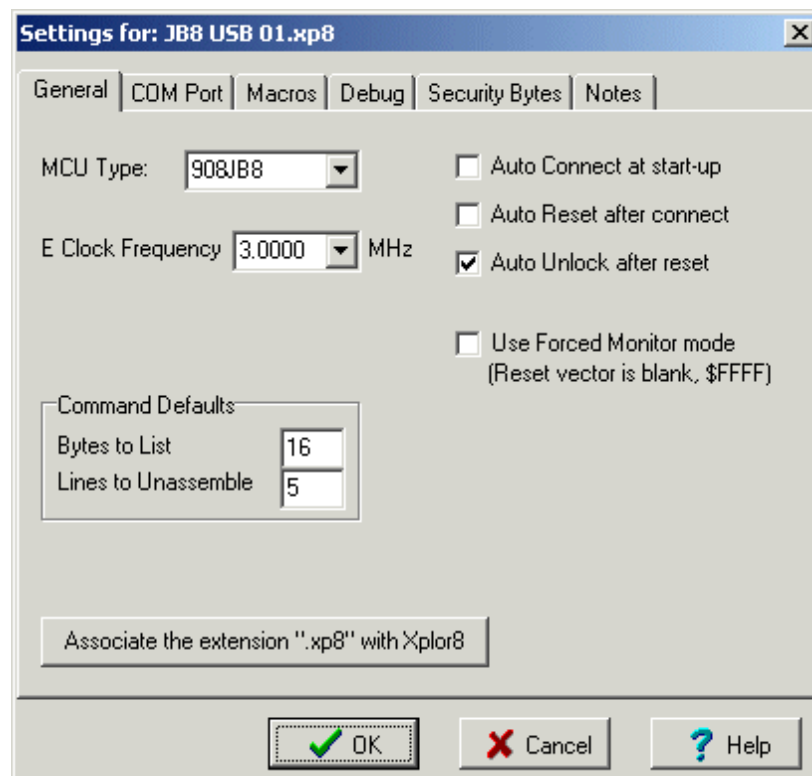 Settings for: JB8 USB 01.xp8
General COM Port Macros Debug Security Bytes Notes
MCU Type: 908JB8
E Clock Frequency 3.0000 MHz
Auto Connect at start-up
Auto Reset after connect
Auto Unlock after reset
Use Forced Monitor mode
(Reset vector is blank, $FFFF)
Command Defaults
Bytes to List 16
Lines to Unassemble 5
Associate the extension ".xp8" with Xplor8
OK Cancel Help